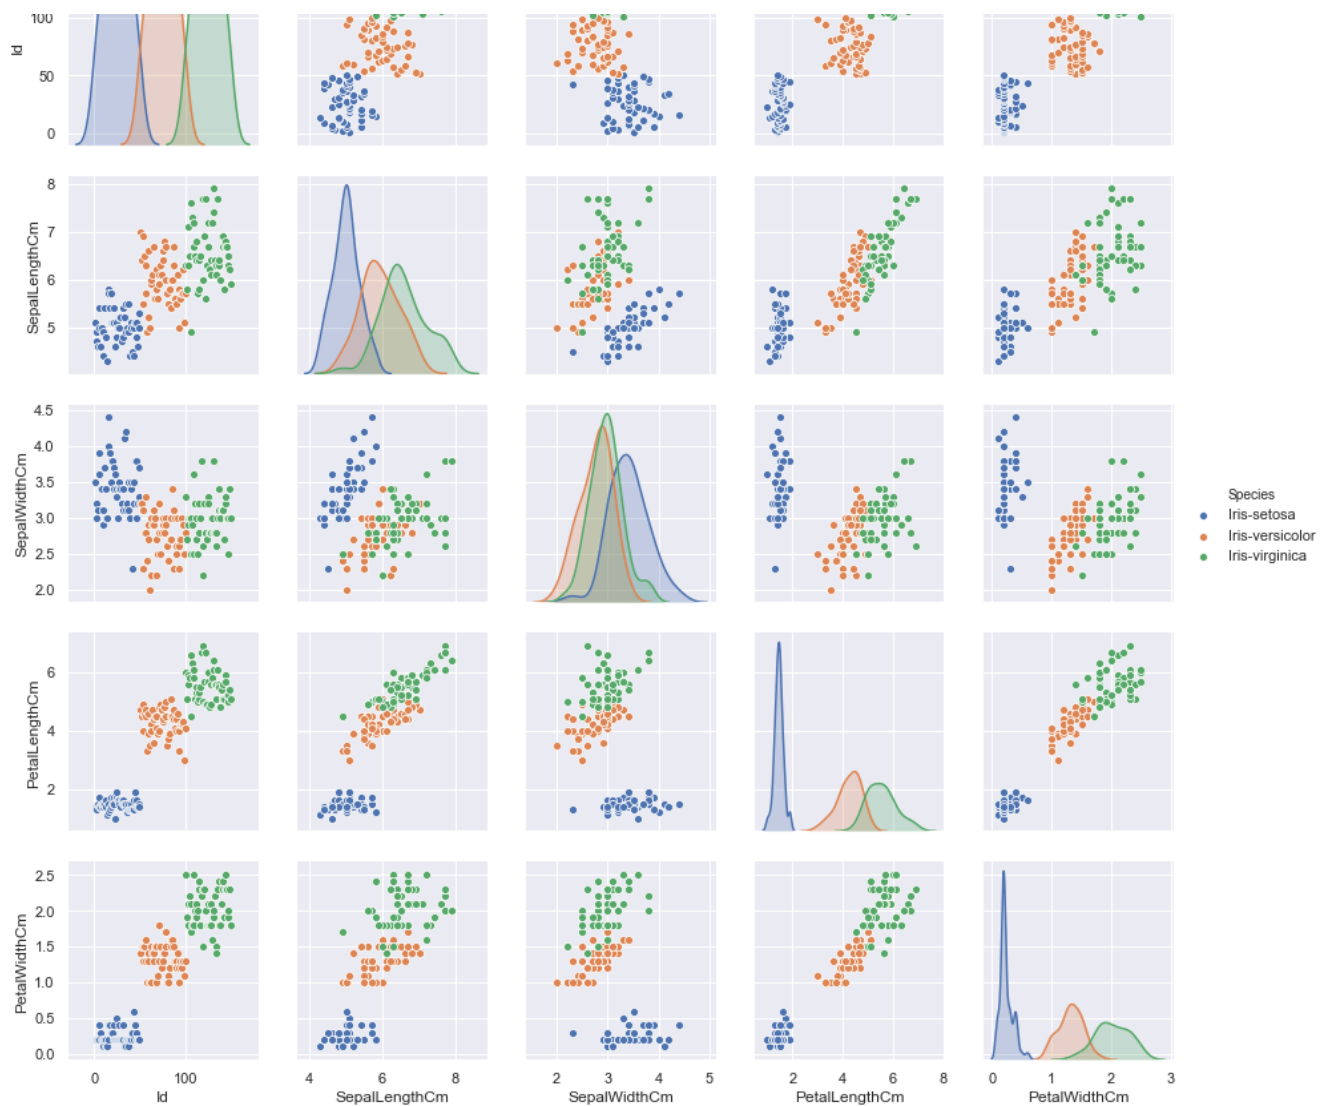 100
50
0
Id
8
7
6
5
SepalLengthCm
4.5
4.0
3.5
3.0
2.5
2.0
SepalWidthCm
6
4
2
PetalLengthCm
2.5
2.0
1.5
1.0
0.5
0.0
PetalWidthCm
0 100
Id
4 6 8
SepalLengthCm
2 3 4 5
SepalWidthCm
2 4 6 8
PetalLengthCm
0 1 2 3
PetalWidthCm
Species
Iris-setosa
Iris-versicolor
Iris-virginica